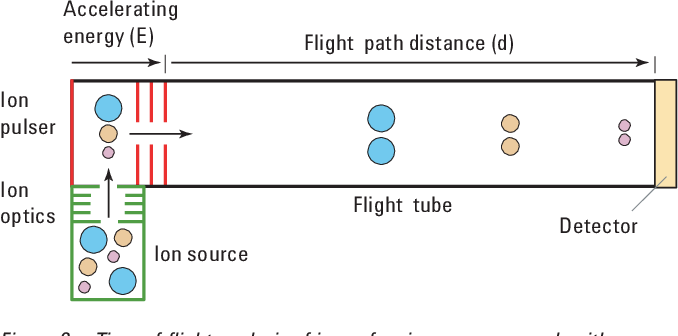 Accelerating
energy (E)
Flight path distance (d)
Ion
pulser
Ion
optics
Flight tube
Detector
Ion source